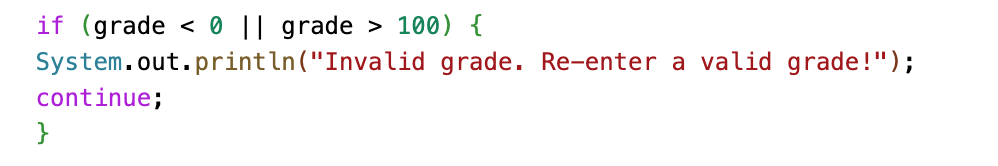 if (grade < 0 || grade > 100) {
System.out.println("Invalid grade. Re-enter a valid grade!");
continue;
}